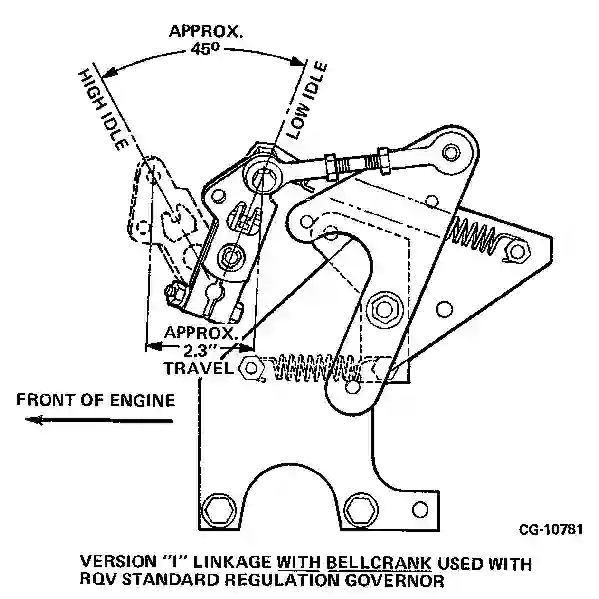 APPROX.
45º
HIGH IDLE
LOW IDLE
APPROX.
2.3"
TRAVEL
FRONT OF ENGINE
CG-10781
VERSION "I" LINKAGE WITH BELLCRANK USED WITH
RQV STANDARD REGULATION GOVERNOR